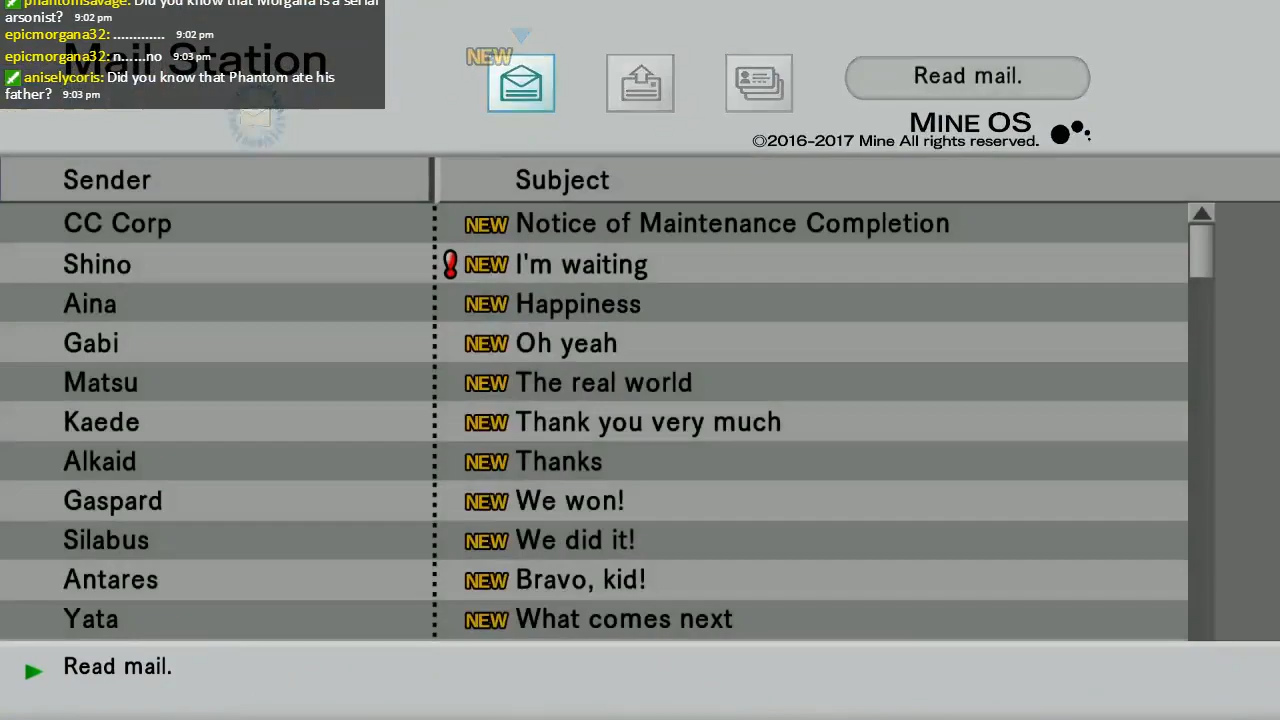 phantomsavage: Did you know that Morgana is a serial
arsonist? 9:02 pm
epicmorgana32: ............ 9:02 pm
epicmorgana32: n......no 9:03 pm
aniselycoris: Did you know that Phantom ate his
father? 9:03 pm
Mail Station
NEW
Read mail.
MINE OS
©2016-2017 Mine All rights reserved.
Sender Subject
CC Corp NEW Notice of Maintenance Completion
Shino NEW I'm waiting
Aina NEW Happiness
Gabi NEW Oh yeah
Matsu NEW The real world
Kaede NEW Thank you very much
Alkaid NEW Thanks
Gaspard NEW We won!
Silabus NEW We did it!
Antares NEW Bravo, kid!
Yata NEW What comes next
Read mail.